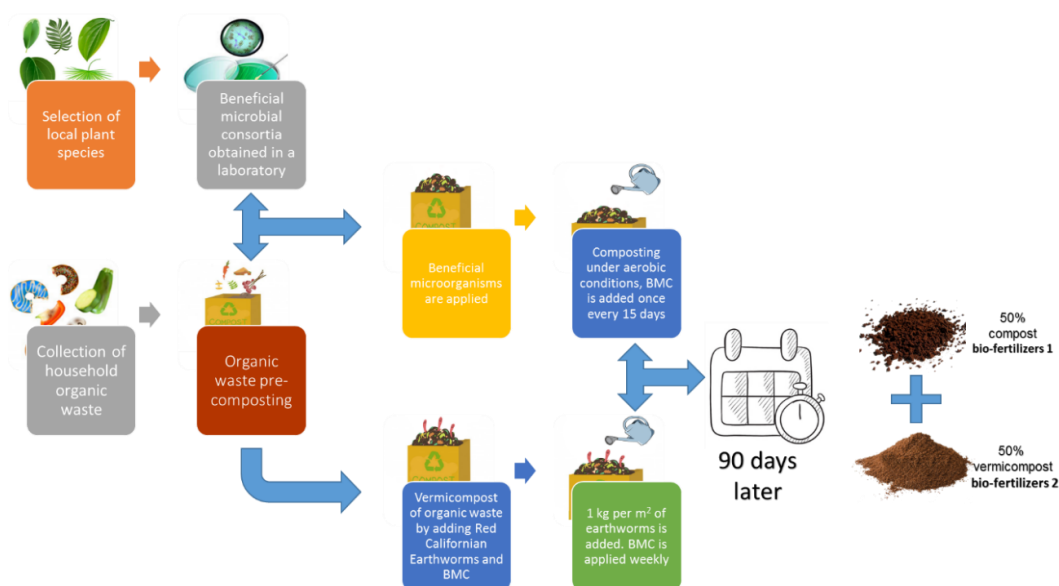 Selection of
local plant
species
Beneficial
microbial
consortia
obtained in a
laboratory
Collection of
household
organic
waste
COMPOST
Organic
waste pre-
composting
COMPOST
Beneficial
microorganisms
are applied
Composting
under aerobic
conditions, BMC
is added once
every 15 days
Vermicompost
of organic waste
by adding Red
Californian
Earthworms and
BMC
1 kg per m² of
earthworms is
added. BMC is
applied weekly
90 days
later
50%
compost
bio-fertilizers 1
50%
vermicompost
bio-fertilizers 2